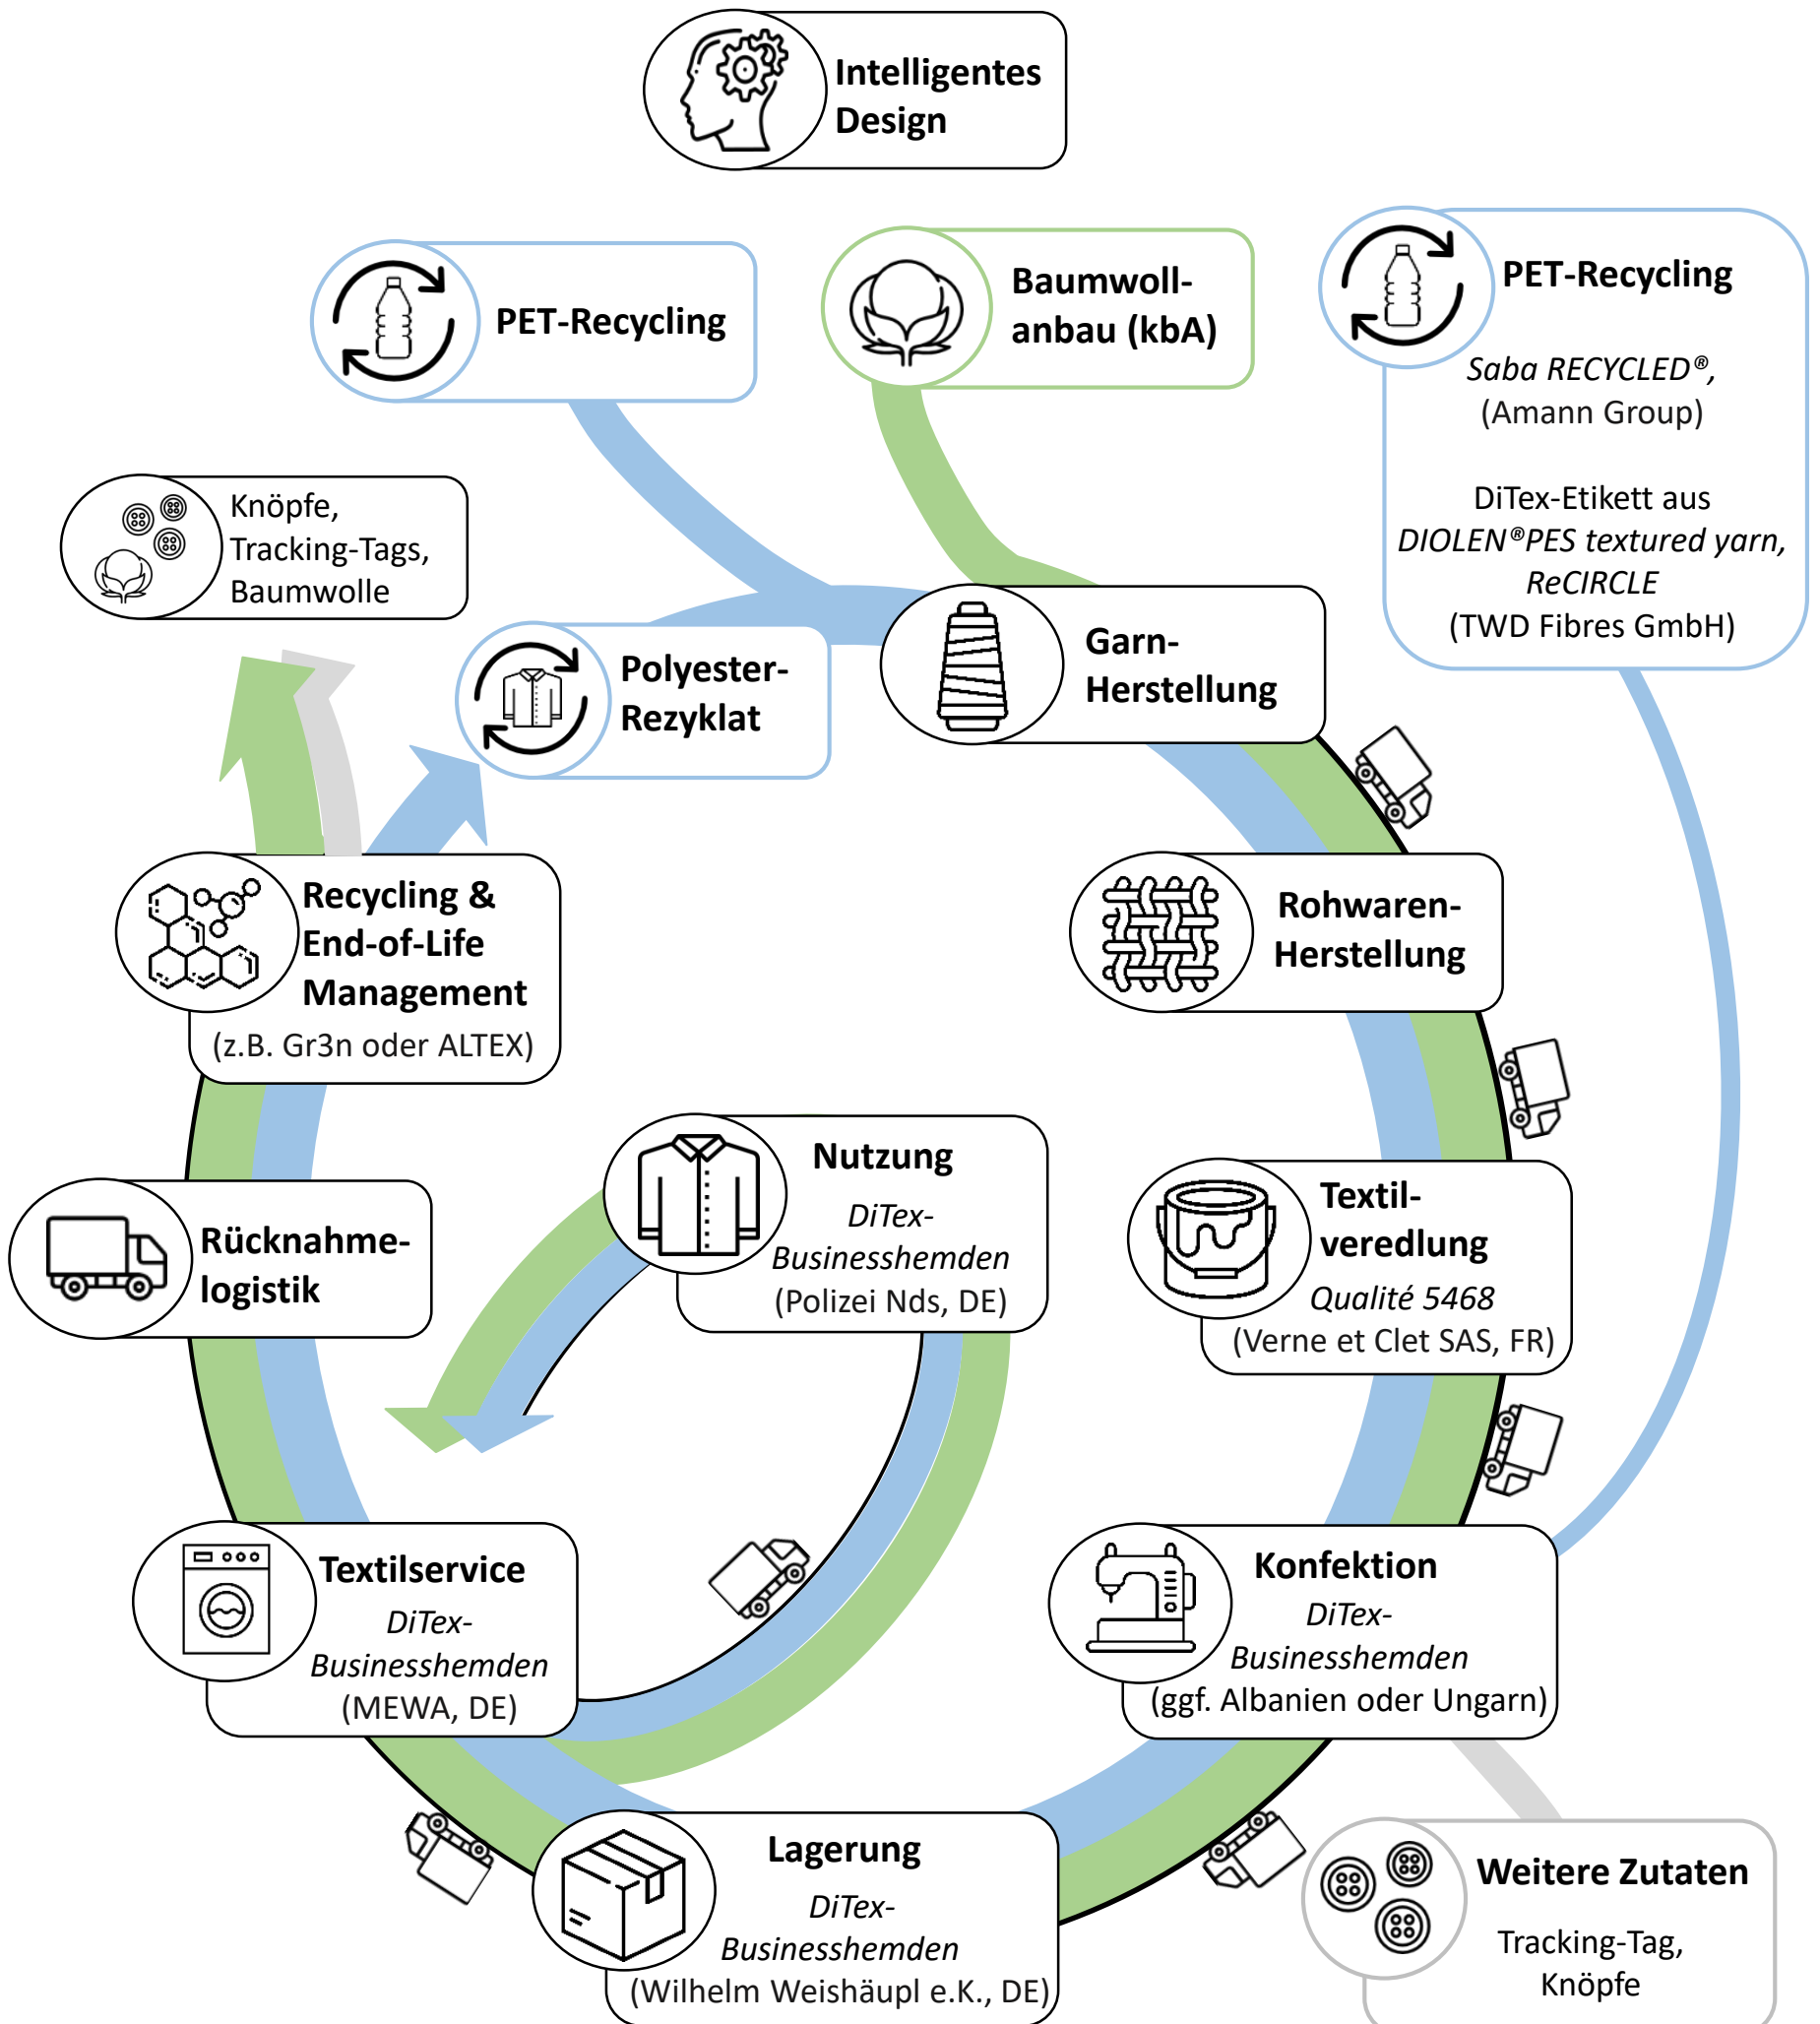 Intelligentes
Design
PET-Recycling
Baumwoll-
anbau (kbA)
PET-Recycling
Saba RECYCLED®,
(Amann Group)
DiTex-Etikett aus
DIOLEN®PES textured yarn,
ReCIRCLE
(TWD Fibres GmbH)
Knöpfe,
Tracking-Tags,
Baumwolle
Polyester-
Rezyklat
Garn-
Herstellung
Recycling &
End-of-Life
Management
(z.B. Gr3n oder ALTEX)
Rohwaren-
Herstellung
Nutzung
DiTex-
Businesshemden
(Polizei Nds, DE)
Textil-
veredlung
Qualité 5468
(Verne et Clet SAS, FR)
Rücknahme-
logistik
Textilservice
DiTex-
Businesshemden
(MEWA, DE)
Konfektion
DiTex-
Businesshemden
(ggf. Albanien oder Ungarn)
Lagerung
DiTex-
Businesshemden
(Wilhelm Weishäupl e.K., DE)
Weitere Zutaten
Tracking-Tag,
Knöpfe